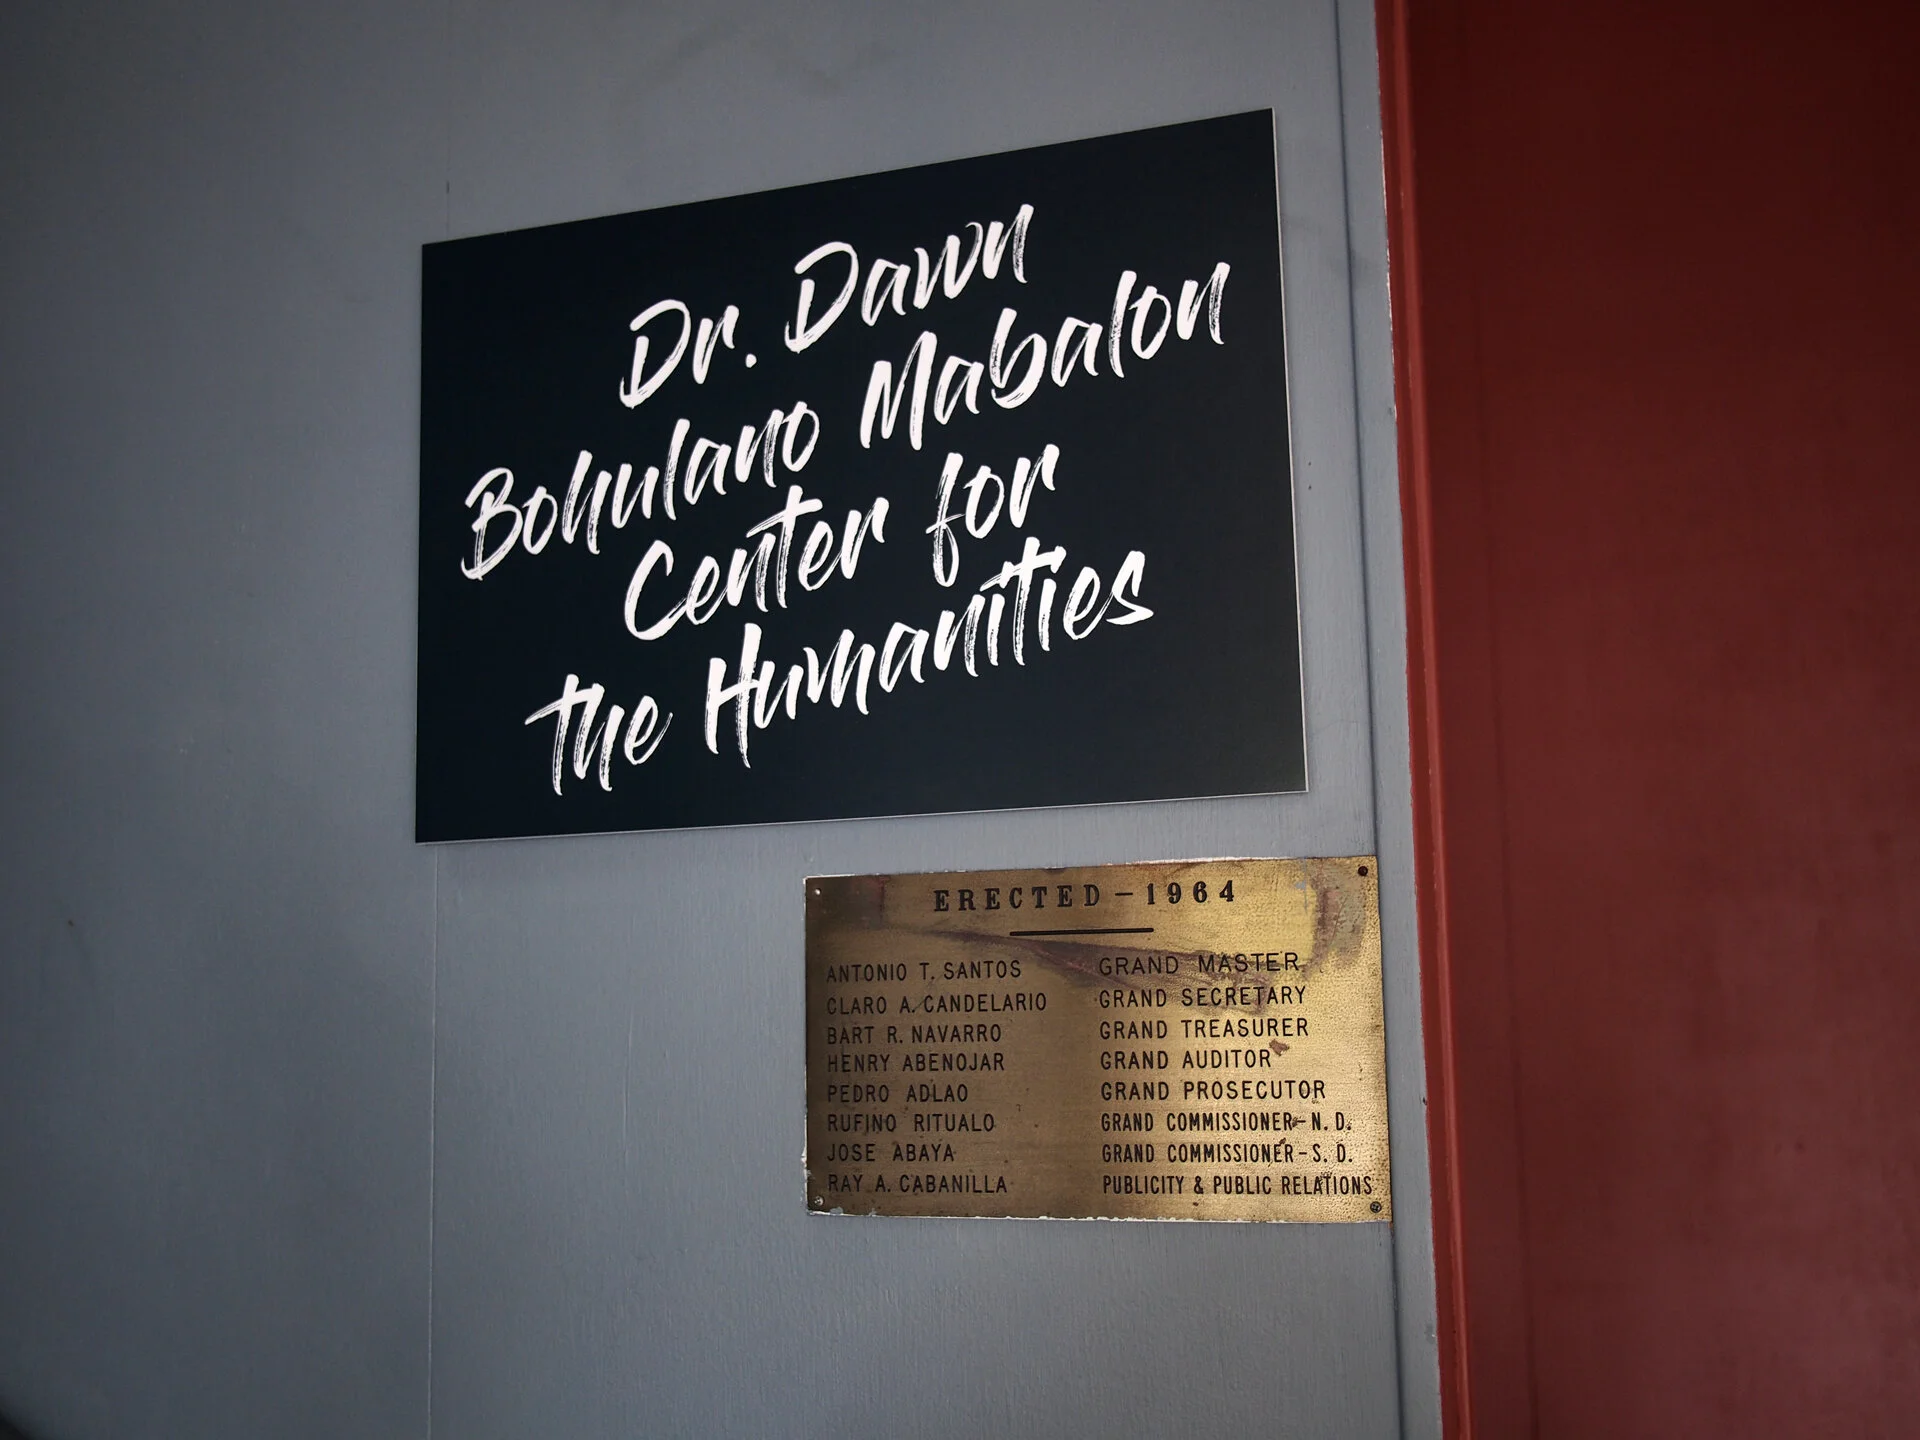 Dr. Dawn
Bohulano Mabalon
Center for
the Humanities
ERECTED - 1964
ANTONIO T. SANTOS GRAND MASTER
CLARO A. CANDELARIO GRAND SECRETARY
BART R. NAVARRO GRAND TREASURER
HENRY ABENOJAR GRAND AUDITOR
PEDRO ADLAO GRAND PROSECUTOR
RUFINO RITUALO GRAND COMMISSIONER - N. D.
JOSE ABAYA GRAND COMMISSIONER - S. D.
RAY A. CABANILLA PUBLICITY & PUBLIC RELATIONS